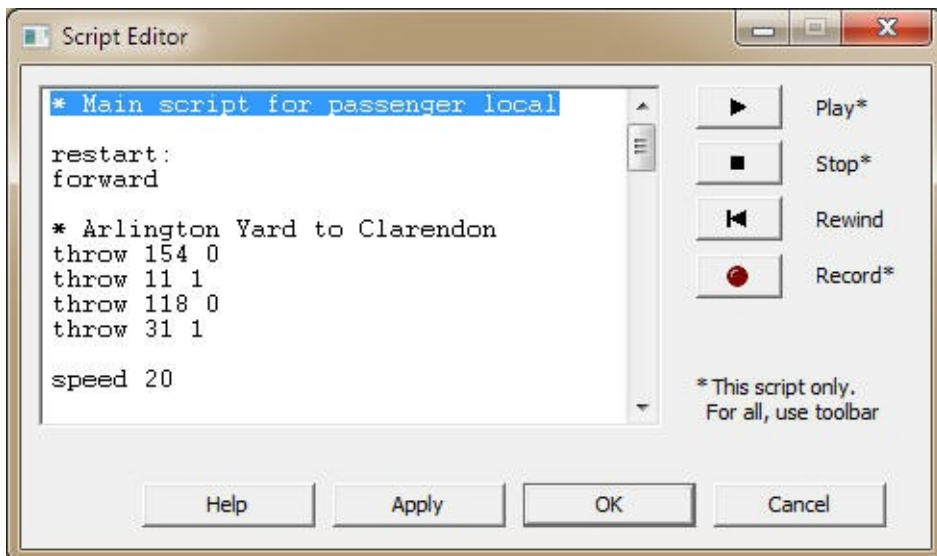 Script Editor
* Main script for passenger local
restart:
forward
* Arlington Yard to Clarendon
throw 154 0
throw 11 1
throw 118 0
throw 31 1
speed 20
Play*
Stop*
Rewind
Record*
* This script only.
For all, use toolbar
Help
Apply
OK
Cancel